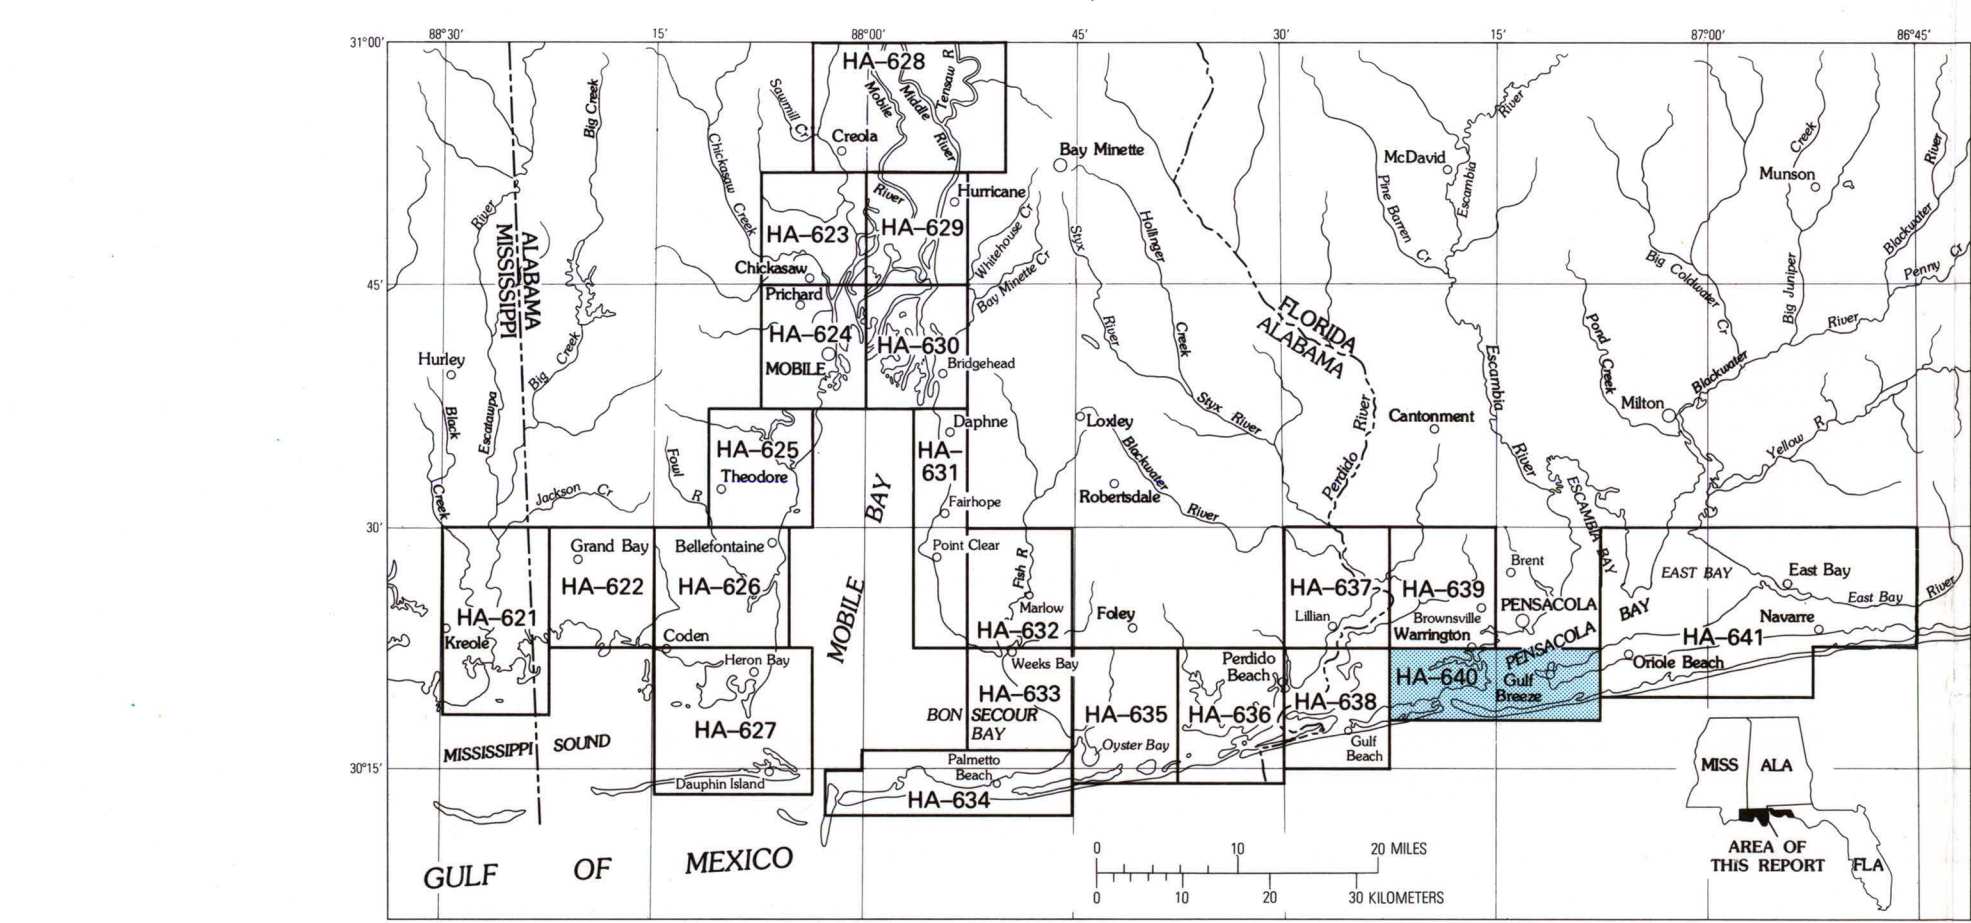 88°30′ 15′ 88°00′ 45′ 30′ 15′ 87°00′ 86°45′
31°00′
HA–628
Mobile
Middle
Tensaw R
River
Big Creek
Sawmill Cr
Creola
Chickasaw Creek
Bay Minette
McDavid
River
Escambia
Creek
Munson
River
Hurricane
River
HA–623
HA–629
Whitehouse Cr
Bay Minette Cr
Styx
Hollinger
Pine Barren Cr
Blackwater
Penny Cr
River
ALABAMA
MISSISSIPPI
Chickasaw
45′
Prichard
HA–624
MOBILE
HA–630
Bridgehead
River
Creek
FLORIDA
ALABAMA
Big Coldwater Cr
Big Juniper
River
Hurley
Big Creek
Pond Creek
Blackwater
Escambia
Milton
Black
Escatawpa
Styx River
Cantonment
Daphne
Loxley
Perdido River
Yellow R
HA–625
Theodore
HA–
631
Fowl
R
BAY
Blackwater
River
Robertsdale
River
ESCAMBIA BAY
Creek
Jackson Cr
Fairhope
30′
Grand Bay
Bellefontaine
Point Clear
Fish R
Brent
EAST BAY
East Bay
HA–622
HA–626
HA–637
HA–639
East Bay River
HA–621
Marlow
Foley
Lillian
Brownsville
PENSACOLA
BAY
Navarre
Kreole
Coden
MOBILE
HA–632
Warrington
PENSACOLA
HA–641
Heron Bay
Weeks Bay
Perdido
Beach
Oriole Beach
HA–640
Gulf
Breeze
HA–633
HA–638
HA–627
BON SECOUR
BAY
HA–635
HA–636
MISSISSIPPI SOUND
Oyster Bay
Gulf
Beach
30°15′
Palmetto
Beach
Dauphin Island
HA–634
MISS ALA
GULF OF MEXICO
0 10 20 MILES
0 10 20 30 KILOMETERS
AREA OF
THIS REPORT
FLA